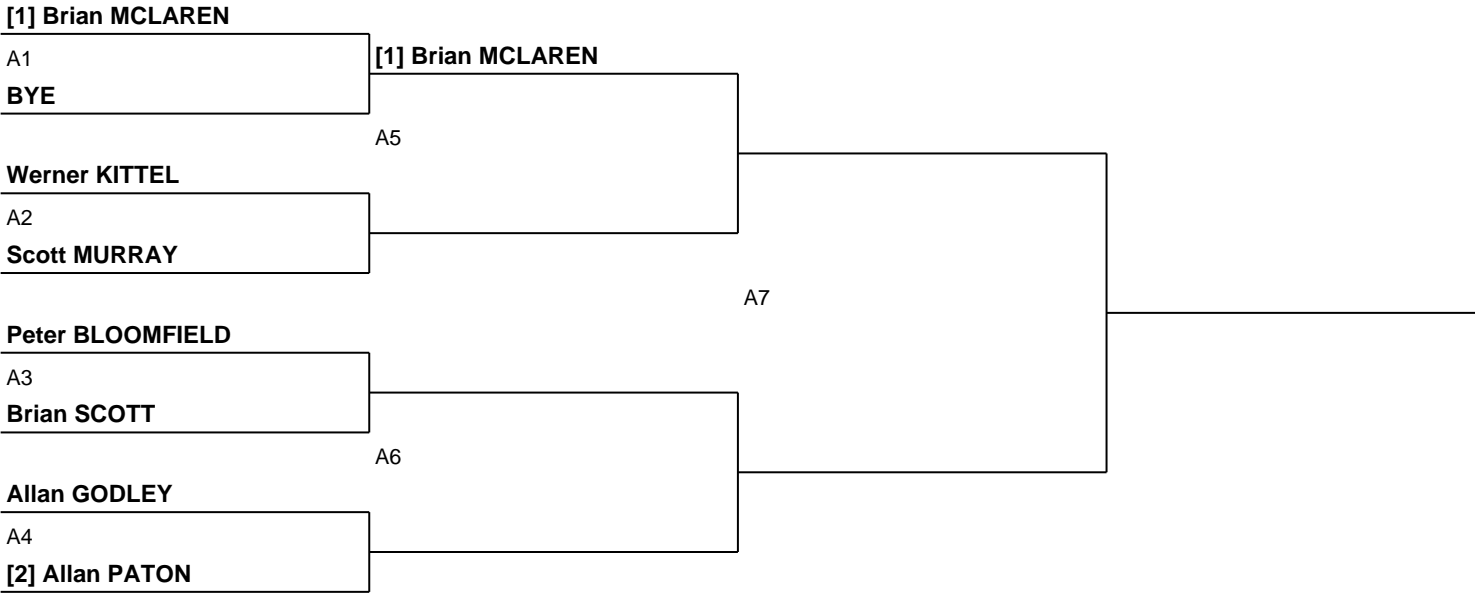 [1] Brian MCLAREN
A1
[1] Brian MCLAREN
BYE
A5
Werner KITTEL
A2
Scott MURRAY
A7
Peter BLOOMFIELD
A3
Brian SCOTT
A6
Allan GODLEY
A4
[2] Allan PATON